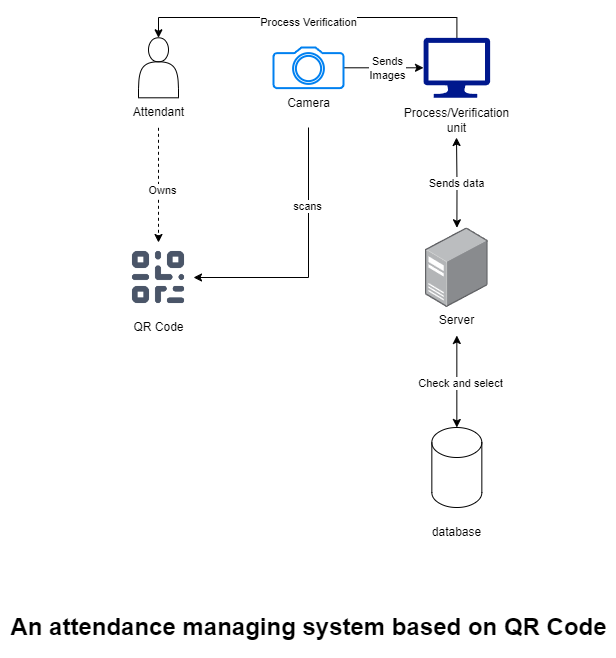 Process Verification
Sends
Images
Attendant
Camera
Process/Verification
unit
Owns
Sends data
scans
QR Code
Server
Check and select
database
An attendance managing system based on QR Code